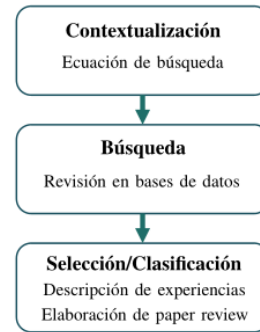 Contextualización
Ecuación de búsqueda
Búsqueda
Revisión en bases de datos
Selección/Clasificación
Descripción de experiencias
Elaboración de paper review